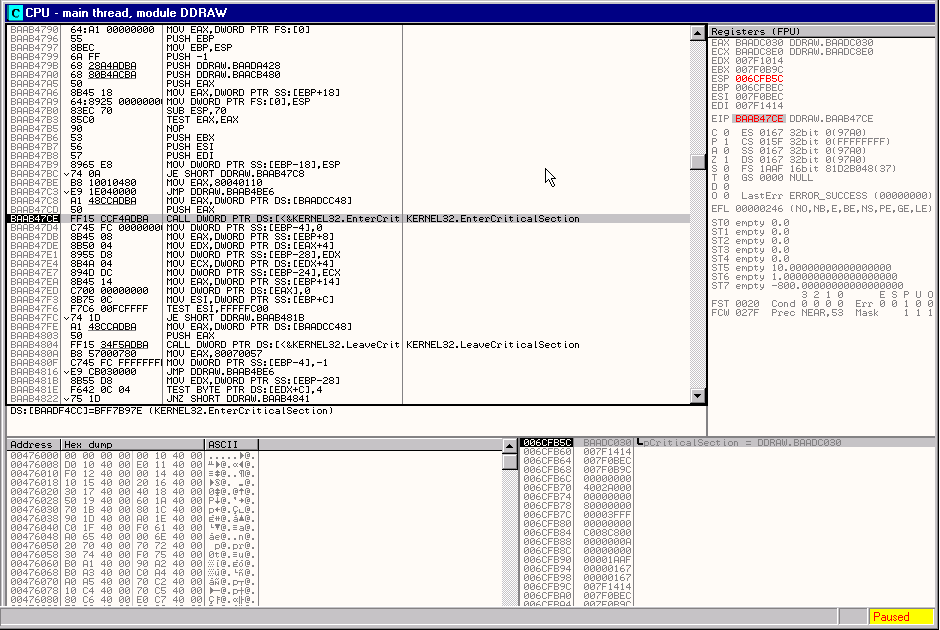 CPU - main thread, module DDRAW
BAAB4790 64:A1 00000000 MOV EAX,DWORD PTR FS:[0]
BAAB4796 55 PUSH EBP
BAAB4797 8BEC MOV EBP,ESP
BAAB4799 6A FF PUSH -1
BAAB479B 68 28A4ADBA PUSH DDRAW.BAADA428
BAAB47A0 68 80B4ACBA PUSH DDRAW.BAACB480
BAAB47A5 50 PUSH EAX
BAAB47A6 8B45 18 MOV EAX,DWORD PTR SS:[EBP+18]
BAAB47A9 64:8925 0000000 MOV DWORD PTR FS:[0],ESP
BAAB47B0 83EC 70 SUB ESP,70
BAAB47B3 85C0 TEST EAX,EAX
BAAB47B5 90 NOP
BAAB47B6 53 PUSH EBX
BAAB47B7 56 PUSH ESI
BAAB47B8 57 PUSH EDI
BAAB47B9 8965 E8 MOV DWORD PTR SS:[EBP-18],ESP
BAAB47BC 74 0A JE SHORT DDRAW.BAAB47C8
BAAB47BE B8 10010480 MOV EAX,80040110
BAAB47C3 E9 1E040000 JMP DDRAW.BAAB4BE6
BAAB47C8 A1 48CCADBA MOV EAX,DWORD PTR DS:[BAADCC48]
BAAB47CD 50 PUSH EAX
BAAB47CE FF15 CCF4ADBA CALL DWORD PTR DS:[<&KERNEL32.EnterCrit KERNEL32.EnterCriticalSection
BAAB47D4 C745 FC 0000000 MOV DWORD PTR SS:[EBP-4],0
BAAB47DB 8B45 08 MOV EAX,DWORD PTR SS:[EBP+8]
BAAB47DE 8B50 04 MOV EDX,DWORD PTR DS:[EAX+4]
BAAB47E1 8955 D8 MOV DWORD PTR SS:[EBP-28],EDX
BAAB47E4 8B4A 04 MOV ECX,DWORD PTR DS:[EDX+4]
BAAB47E7 894D DC MOV DWORD PTR SS:[EBP-24],ECX
BAAB47EA 8B45 14 MOV EAX,DWORD PTR SS:[EBP+14]
BAAB47ED C700 00000000 MOV DWORD PTR DS:[EAX],0
BAAB47F3 8B75 0C MOV ESI,DWORD PTR SS:[EBP+C]
BAAB47F6 F7C6 00FCFFFF TEST ESI,FFFFFC00
BAAB47FC 74 1D JE SHORT DDRAW.BAAB481B
BAAB47FE A1 48CCADBA MOV EAX,DWORD PTR DS:[BAADCC48]
BAAB4803 50 PUSH EAX
BAAB4804 FF15 34F5ADBA CALL DWORD PTR DS:[<&KERNEL32.LeaveCrit KERNEL32.LeaveCriticalSection
BAAB480A B8 57000780 MOV EAX,80070057
BAAB480F C745 FC FFFFFFF MOV DWORD PTR SS:[EBP-4],-1
BAAB4816 E9 CB030000 JMP DDRAW.BAAB4BE6
BAAB481B 8B55 D8 MOV EDX,DWORD PTR SS:[EBP-28]
BAAB481E F642 0C 04 TEST BYTE PTR DS:[EDX+C],4
BAAB4822 75 1D JNZ SHORT DDRAW.BAAB4841
DS:[BAADF4CC]=BFF7B97E (KERNEL32.EnterCriticalSection)
Registers (FPU)
EAX BAADC030 DDRAW.BAADC030
ECX BAADC8E0 DDRAW.BAADC8E0
EDX 007F1014
EBX 007F0B9C
ESP 006CFB5C
EBP 006CFBEC
ESI 007F0BEC
EDI 007F1414
EIP BAAB47CE DDRAW.BAAB47CE
C 0 ES 0167 32bit 0(97A0)
P 1 CS 015F 32bit 0(FFFFFFFF)
A 0 SS 0167 32bit 0(97A0)
Z 1 DS 0167 32bit 0(97A0)
S 0 FS 1AAF 16bit 81D2B048(37)
T 0 GS 0000 NULL
D 0
O 0 LastErr ERROR_SUCCESS (00000000)
EFL 00000246 (NO,NB,E,BE,NS,PE,GE,LE)
ST0 empty 0.0
ST1 empty 0.0
ST2 empty 0.0
ST3 empty 0.0
ST4 empty 0.0
ST5 empty 10.000000000000000000
ST6 empty 1.0000000000000000000
ST7 empty -800.00000000000000000
3 2 1 0 E S P U O
FST 0020 Cond 0 0 0 0 Err 0 0 1 0 0
FCW 027F Prec NEAR,53 Mask 1 1 1
Address Hex dump ASCII
00476000 00 00 00 00 00 10 40 00
00476008 D0 10 40 00 E0 11 40 00
00476010 F0 12 40 00 00 14 40 00
00476018 10 15 40 00 20 16 40 00
00476020 30 17 40 00 40 18 40 00
00476028 50 19 40 00 60 1A 40 00
00476030 70 1B 40 00 80 1C 40 00
00476038 90 1D 40 00 A0 1E 40 00
00476040 C0 1F 40 00 F0 61 40 00
00476048 A0 65 40 00 00 6E 40 00
00476050 20 70 40 00 70 72 40 00
00476058 30 74 40 00 F0 75 40 00
00476060 B0 A1 40 00 90 A2 40 00
00476068 B0 A3 40 00 C0 A4 40 00
00476070 A0 A5 40 00 C0 C2 40 00
00476078 10 C4 40 00 70 C5 40 00
00476080 80 C6 40 00 E0 C7 40 00
006CFB5C BAADC030 pCriticalSection = DDRAW.BAADC030
006CFB60 007F1414
006CFB64 007F0BEC
006CFB68 007F0B9C
006CFB6C 00000000
006CFB70 4002A000
006CFB74 00000000
006CFB78 80000000
006CFB7C 00003FFF
006CFB80 00000000
006CFB84 C008C800
006CFB88 0000000A
006CFB8C 00000000
006CFB90 00001AAF
006CFB94 00000167
006CFB98 00000167
006CFB9C 007F1414
006CFBA0 007F0BEC
006CFBA4 007F0B9C
Paused